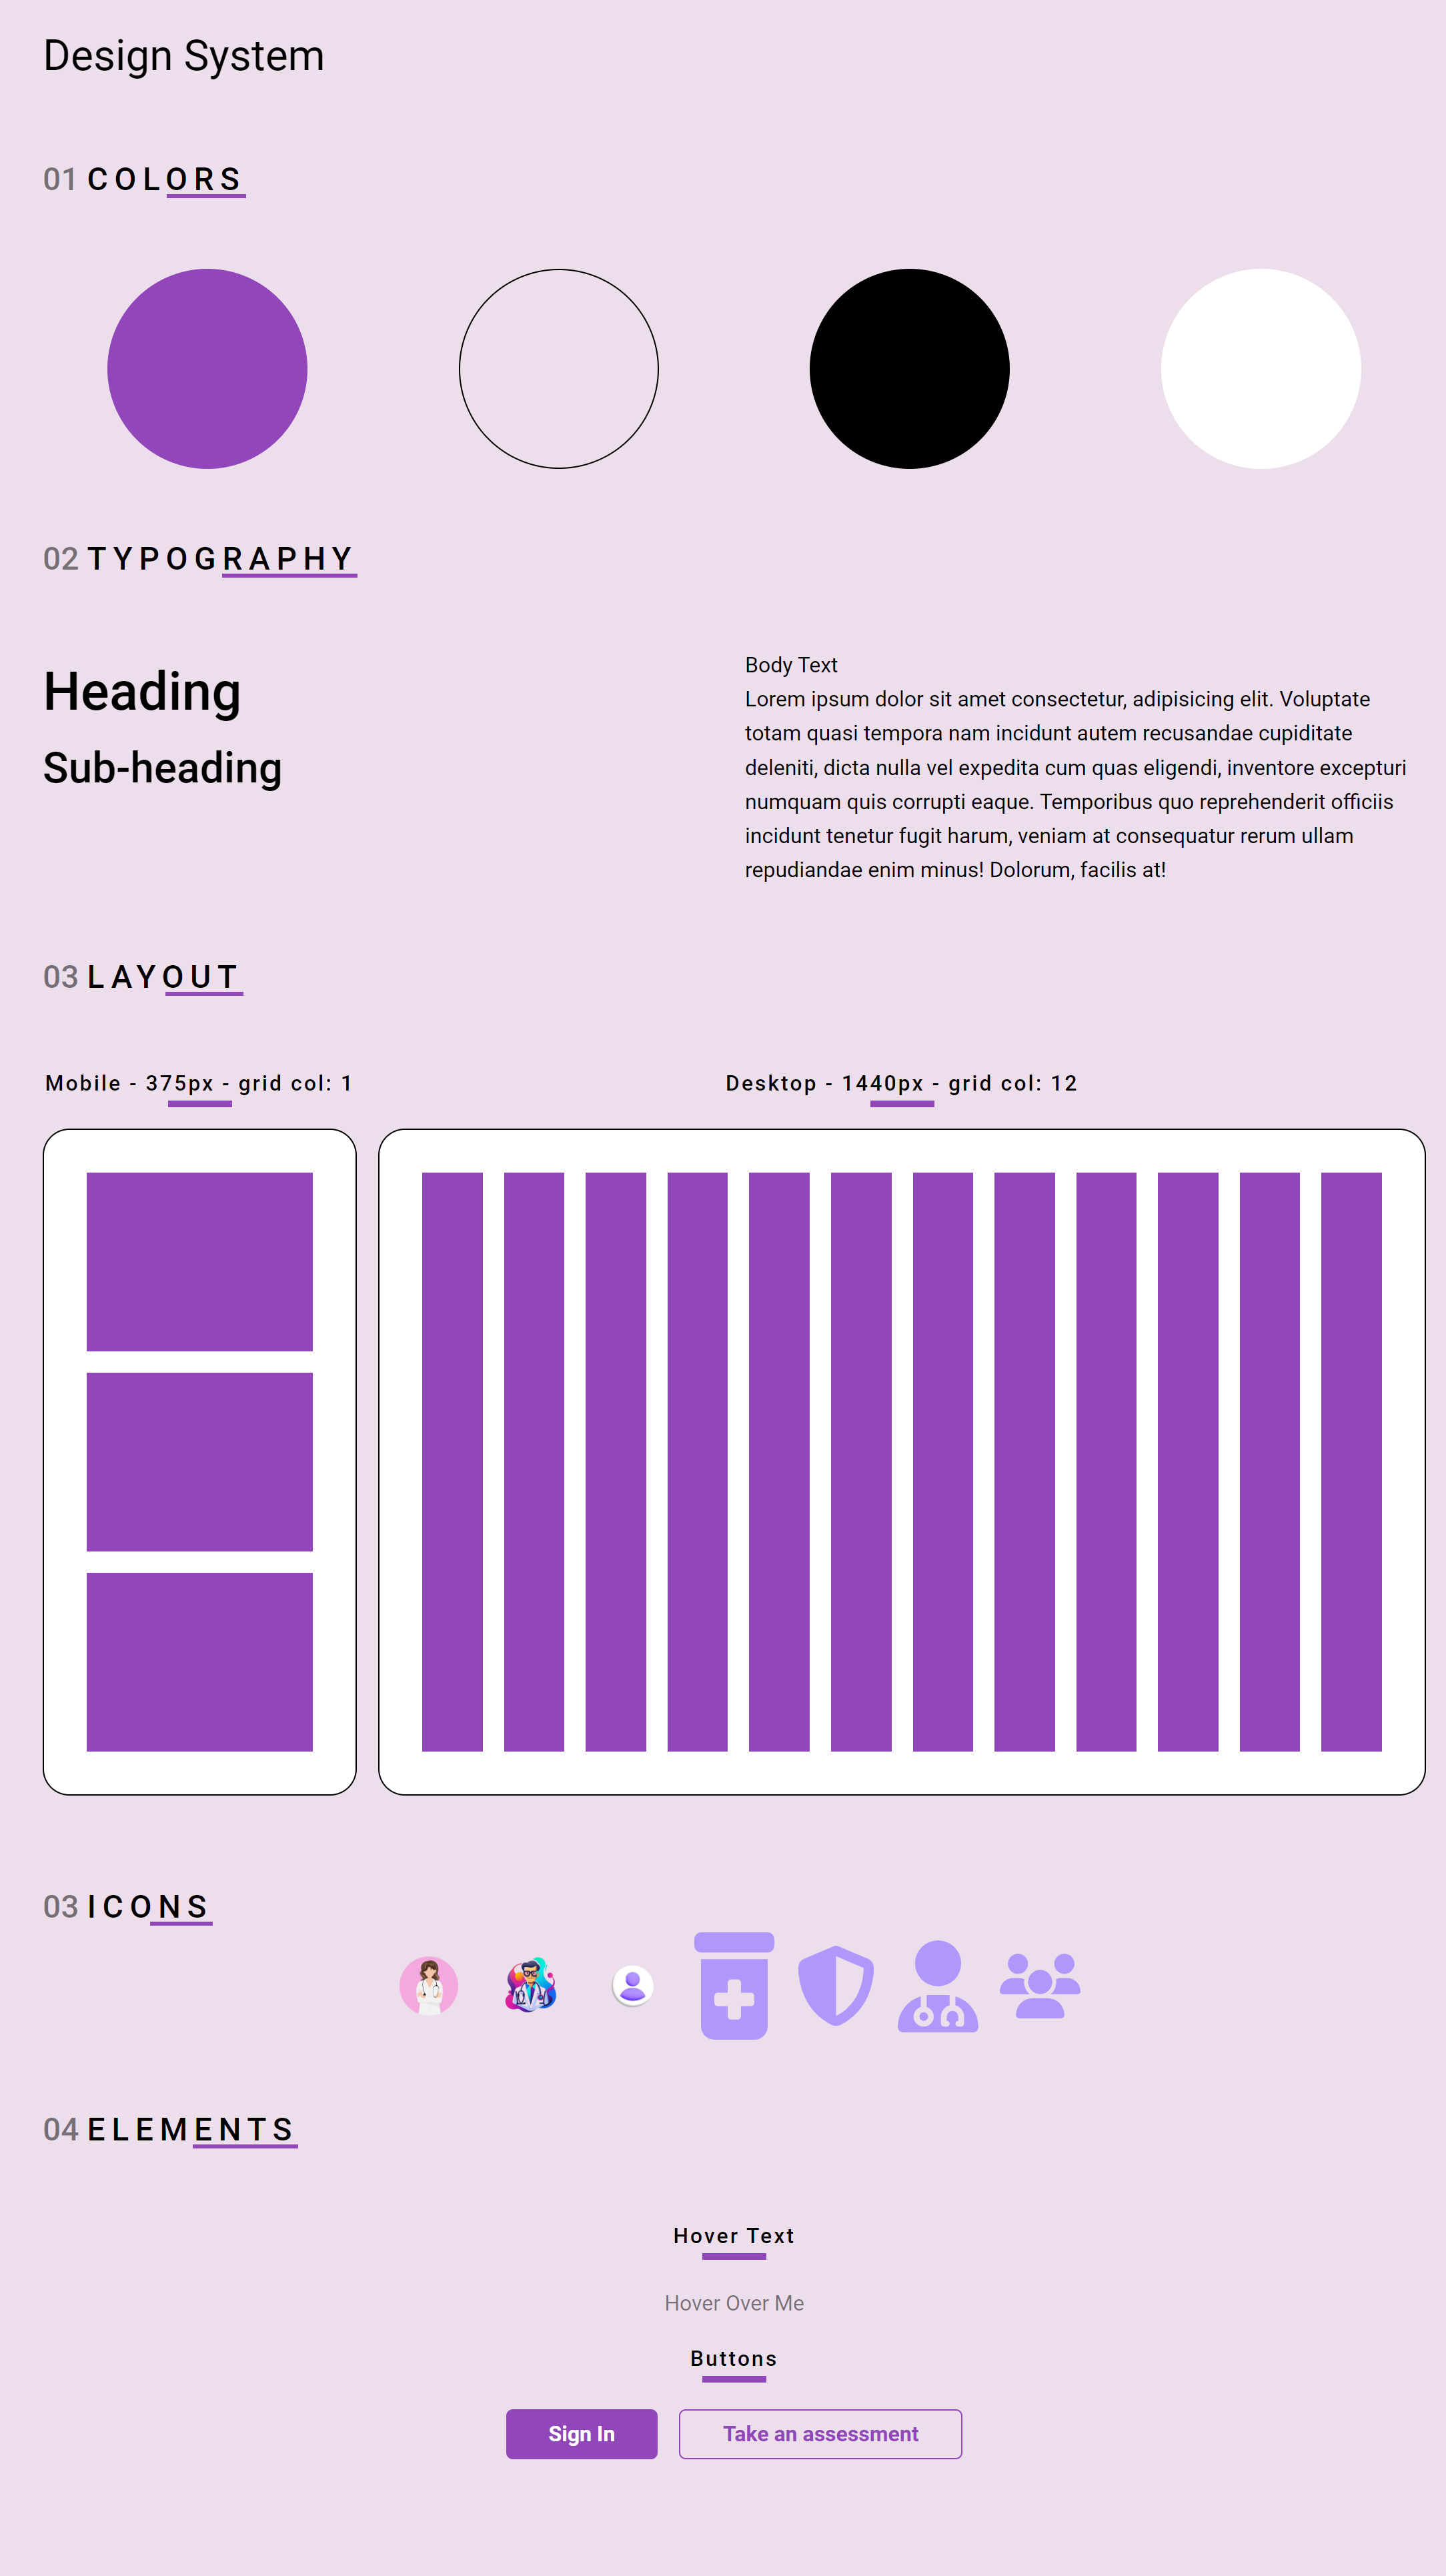 Design System
01 COLORS
02 TYPOGRAPHY
Heading
Sub-heading
Body Text
Lorem ipsum dolor sit amet consectetur, adipisicing elit. Voluptate
totam quasi tempora nam incidunt autem recusandae cupiditate
deleniti, dicta nulla vel expedita cum quas eligendi, inventore excepturi
numquam quis corrupti eaque. Temporibus quo reprehenderit officiis
incidunt tenetur fugit harum, veniam at consequatur rerum ullam
repudiandae enim minus! Dolorum, facilis at!
03 LAYOUT
Mobile - 375px - grid col: 1
Desktop - 1440px - grid col: 12
03 ICONS
04 ELEMENTS
Hover Text
Hover Over Me
Buttons
Sign In
Take an assessment